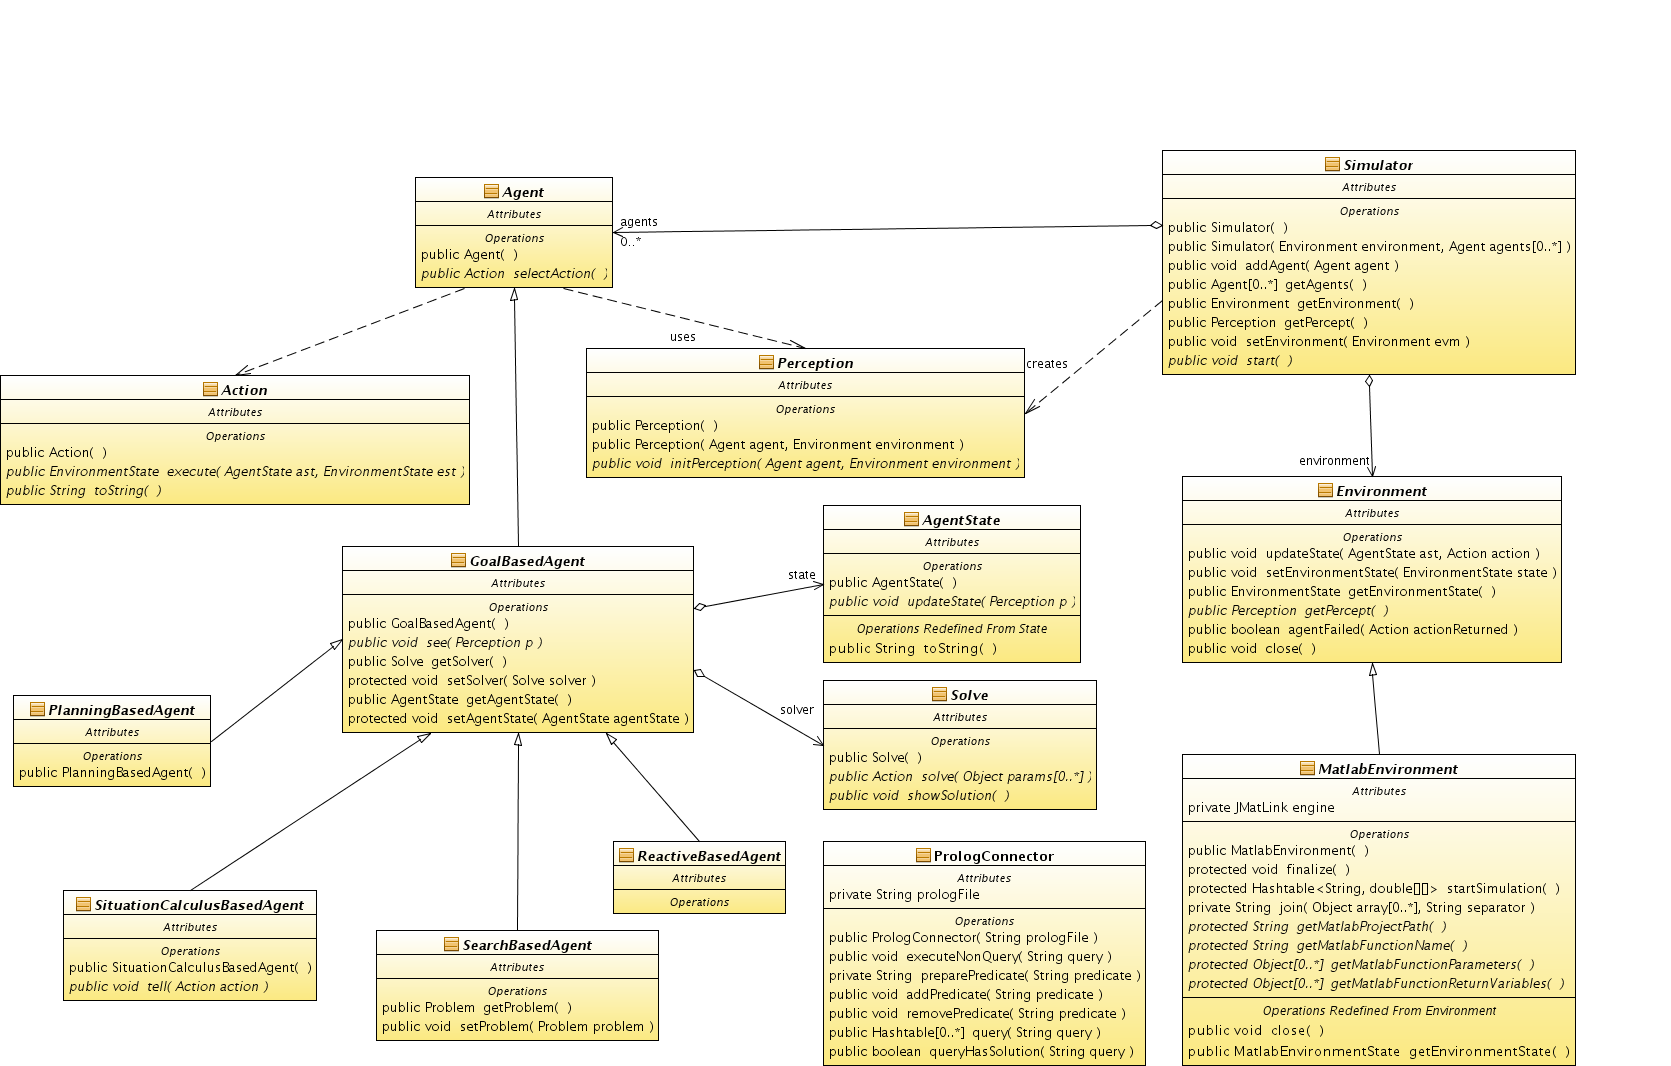 Agent
Attributes
Operations
public Agent(  )
public Action  selectAction(  )
agents
0..*
Simulator
Attributes
Operations
public Simulator(  )
public Simulator( Environment environment, Agent agents[0..*] )
public void  addAgent( Agent agent )
public Agent[0..*]  getAgents(  )
public Environment  getEnvironment(  )
public Perception  getPercept(  )
public void  setEnvironment( Environment evm )
public void  start(  )
uses
creates
Action
Attributes
Operations
public Action(  )
public EnvironmentState  execute( AgentState ast, EnvironmentState est )
public String  toString(  )
Perception
Attributes
Operations
public Perception(  )
public Perception( Agent agent, Environment environment )
public void  initPerception( Agent agent, Environment environment )
environment
Environment
Attributes
Operations
public void  updateState( AgentState ast, Action action )
public void  setEnvironmentState( EnvironmentState state )
public EnvironmentState  getEnvironmentState(  )
public Perception  getPercept(  )
public boolean  agentFailed( Action actionReturned )
public void  close(  )
GoalBasedAgent
Attributes
Operations
public GoalBasedAgent(  )
public void  see( Perception p )
public Solve  getSolver(  )
protected void  setSolver( Solve solver )
public AgentState  getAgentState(  )
protected void  setAgentState( AgentState agentState )
state
solver
AgentState
Attributes
Operations
public AgentState(  )
public void  updateState( Perception p )
Operations Redefined From State
public String  toString(  )
Solve
Attributes
Operations
public Solve(  )
public Action  solve( Object params[0..*] )
public void  showSolution(  )
PlanningBasedAgent
Attributes
Operations
public PlanningBasedAgent(  )
SituationCalculusBasedAgent
Attributes
Operations
public SituationCalculusBasedAgent(  )
public void  tell( Action action )
SearchBasedAgent
Attributes
Operations
public Problem  getProblem(  )
public void  setProblem( Problem problem )
ReactiveBasedAgent
Attributes
Operations
PrologConnector
Attributes
private String prologFile
Operations
public PrologConnector( String prologFile )
public void  executeNonQuery( String query )
private String  preparePredicate( String predicate )
public void  addPredicate( String predicate )
public void  removePredicate( String predicate )
public Hashtable[0..*]  query( String query )
public boolean  queryHasSolution( String query )
MatlabEnvironment
Attributes
private JMatLink engine
Operations
public MatlabEnvironment(  )
protected void  finalize(  )
protected Hashtable<String, double[][]>  startSimulation(  )
private String  join( Object array[0..*], String separator )
protected String  getMatlabProjectPath(  )
protected String  getMatlabFunctionName(  )
protected Object[0..*]  getMatlabFunctionParameters(  )
protected Object[0..*]  getMatlabFunctionReturnVariables(  )
Operations Redefined From Environment
public void  close(  )
public MatlabEnvironmentState  getEnvironmentState(  )